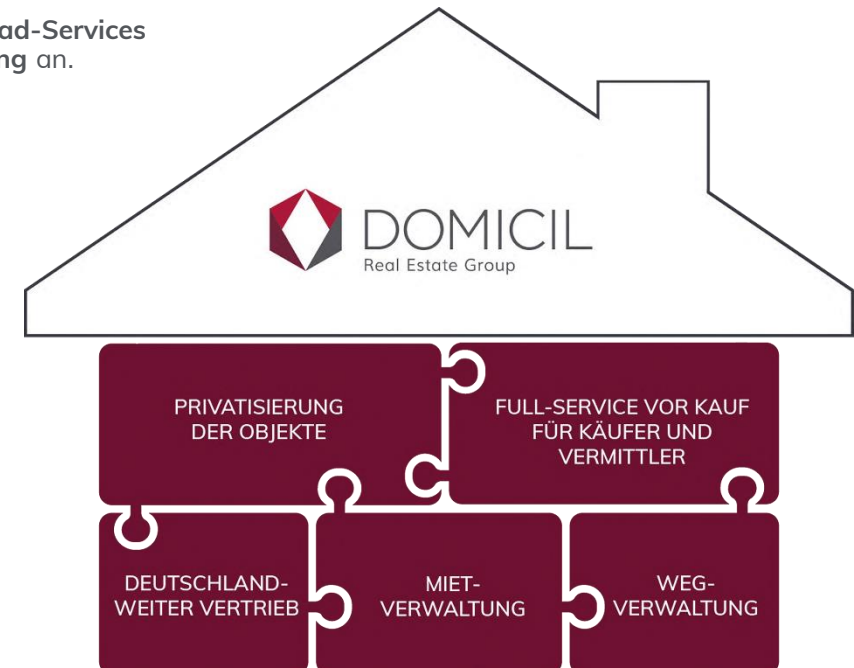 ad-Services
ng an.
DOMICIL
Real Estate Group
PRIVATISIERUNG
DER OBJEKTE
FULL-SERVICE VOR KAUF
FÜR KÄUFER UND
VERMITTLER
DEUTSCHLAND-
WEITER VERTRIEB
MIET-
VERWALTUNG
WEG-
VERWALTUNG